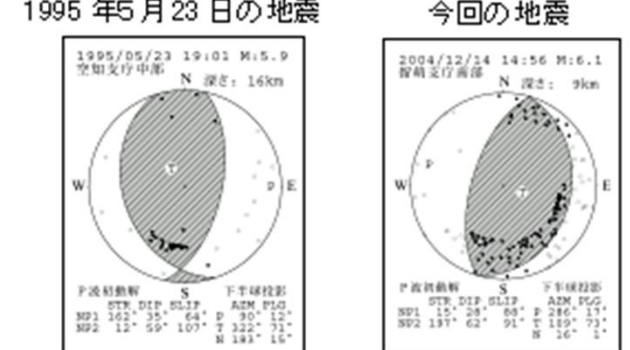 1995年5月23日の地震
今回の地震
1995/05/23 19:01 M:5.9
空知支庁中部
N 深さ: 16km
W T P E
S
P波初動解 下半球投影
STR DIP SLIP AZM PLG
NP1 162° 35° 64° P 90° 12°
NP2 12° 59° 107° T 322° 71°
N 183° 15°
2004/12/14 14:56 M:6.1
留萌支庁南部
N 深さ: 9km
P
W T E
S
P波初動解 下半球投影
STR DIP SLIP AZM PLG
NP1 15° 28° 88° P 286° 17°
NP2 197° 62° 91° T 109° 73°
N 16° 1°